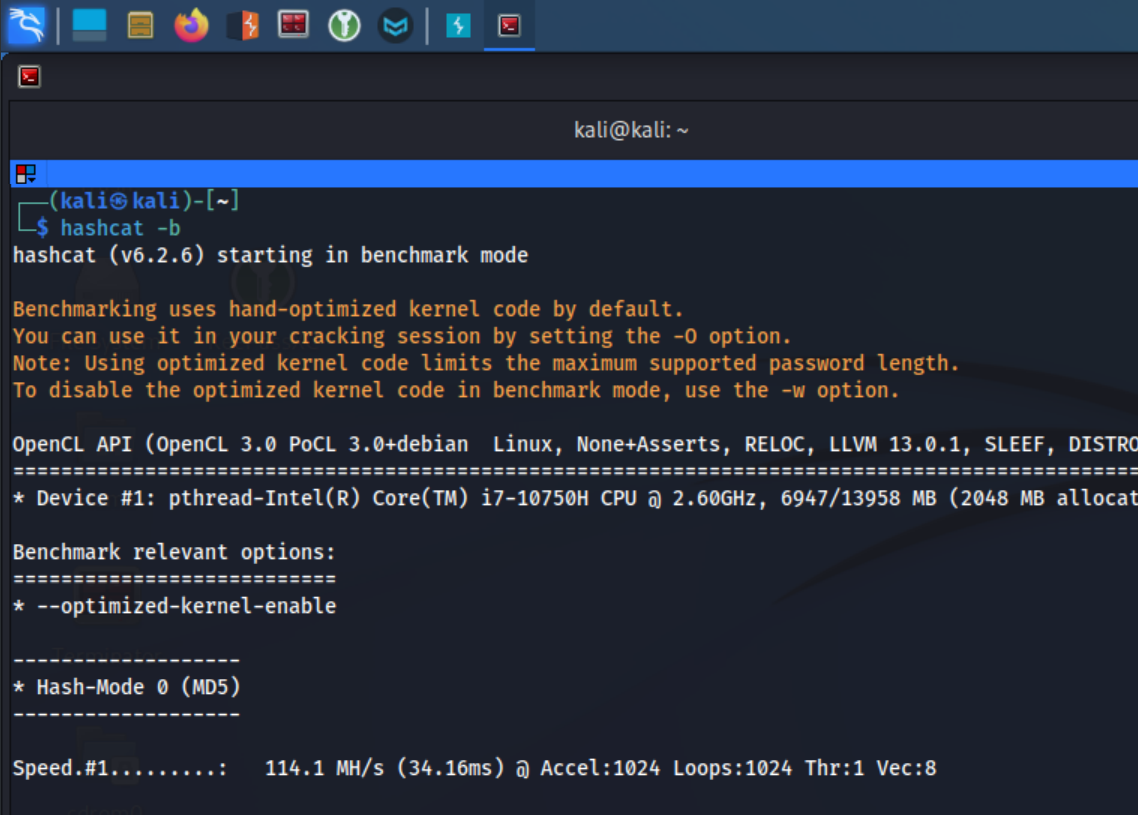 kali@kali: ~
(kali㉿kali)-[~]
$ hashcat -b
hashcat (v6.2.6) starting in benchmark mode
Benchmarking uses hand-optimized kernel code by default.
You can use it in your cracking session by setting the -O option.
Note: Using optimized kernel code limits the maximum supported password length.
To disable the optimized kernel code in benchmark mode, use the -w option.
OpenCL API (OpenCL 3.0 PoCL 3.0+debian  Linux, None+Asserts, RELOC, LLVM 13.0.1, SLEEF, DISTRO
================================================================================================
* Device #1: pthread-Intel(R) Core(TM) i7-10750H CPU @ 2.60GHz, 6947/13958 MB (2048 MB allocat
Benchmark relevant options:
===========================
* --optimized-kernel-enable
-------------------
* Hash-Mode 0 (MD5)
-------------------
Speed.#1.........:   114.1 MH/s (34.16ms) @ Accel:1024 Loops:1024 Thr:1 Vec:8